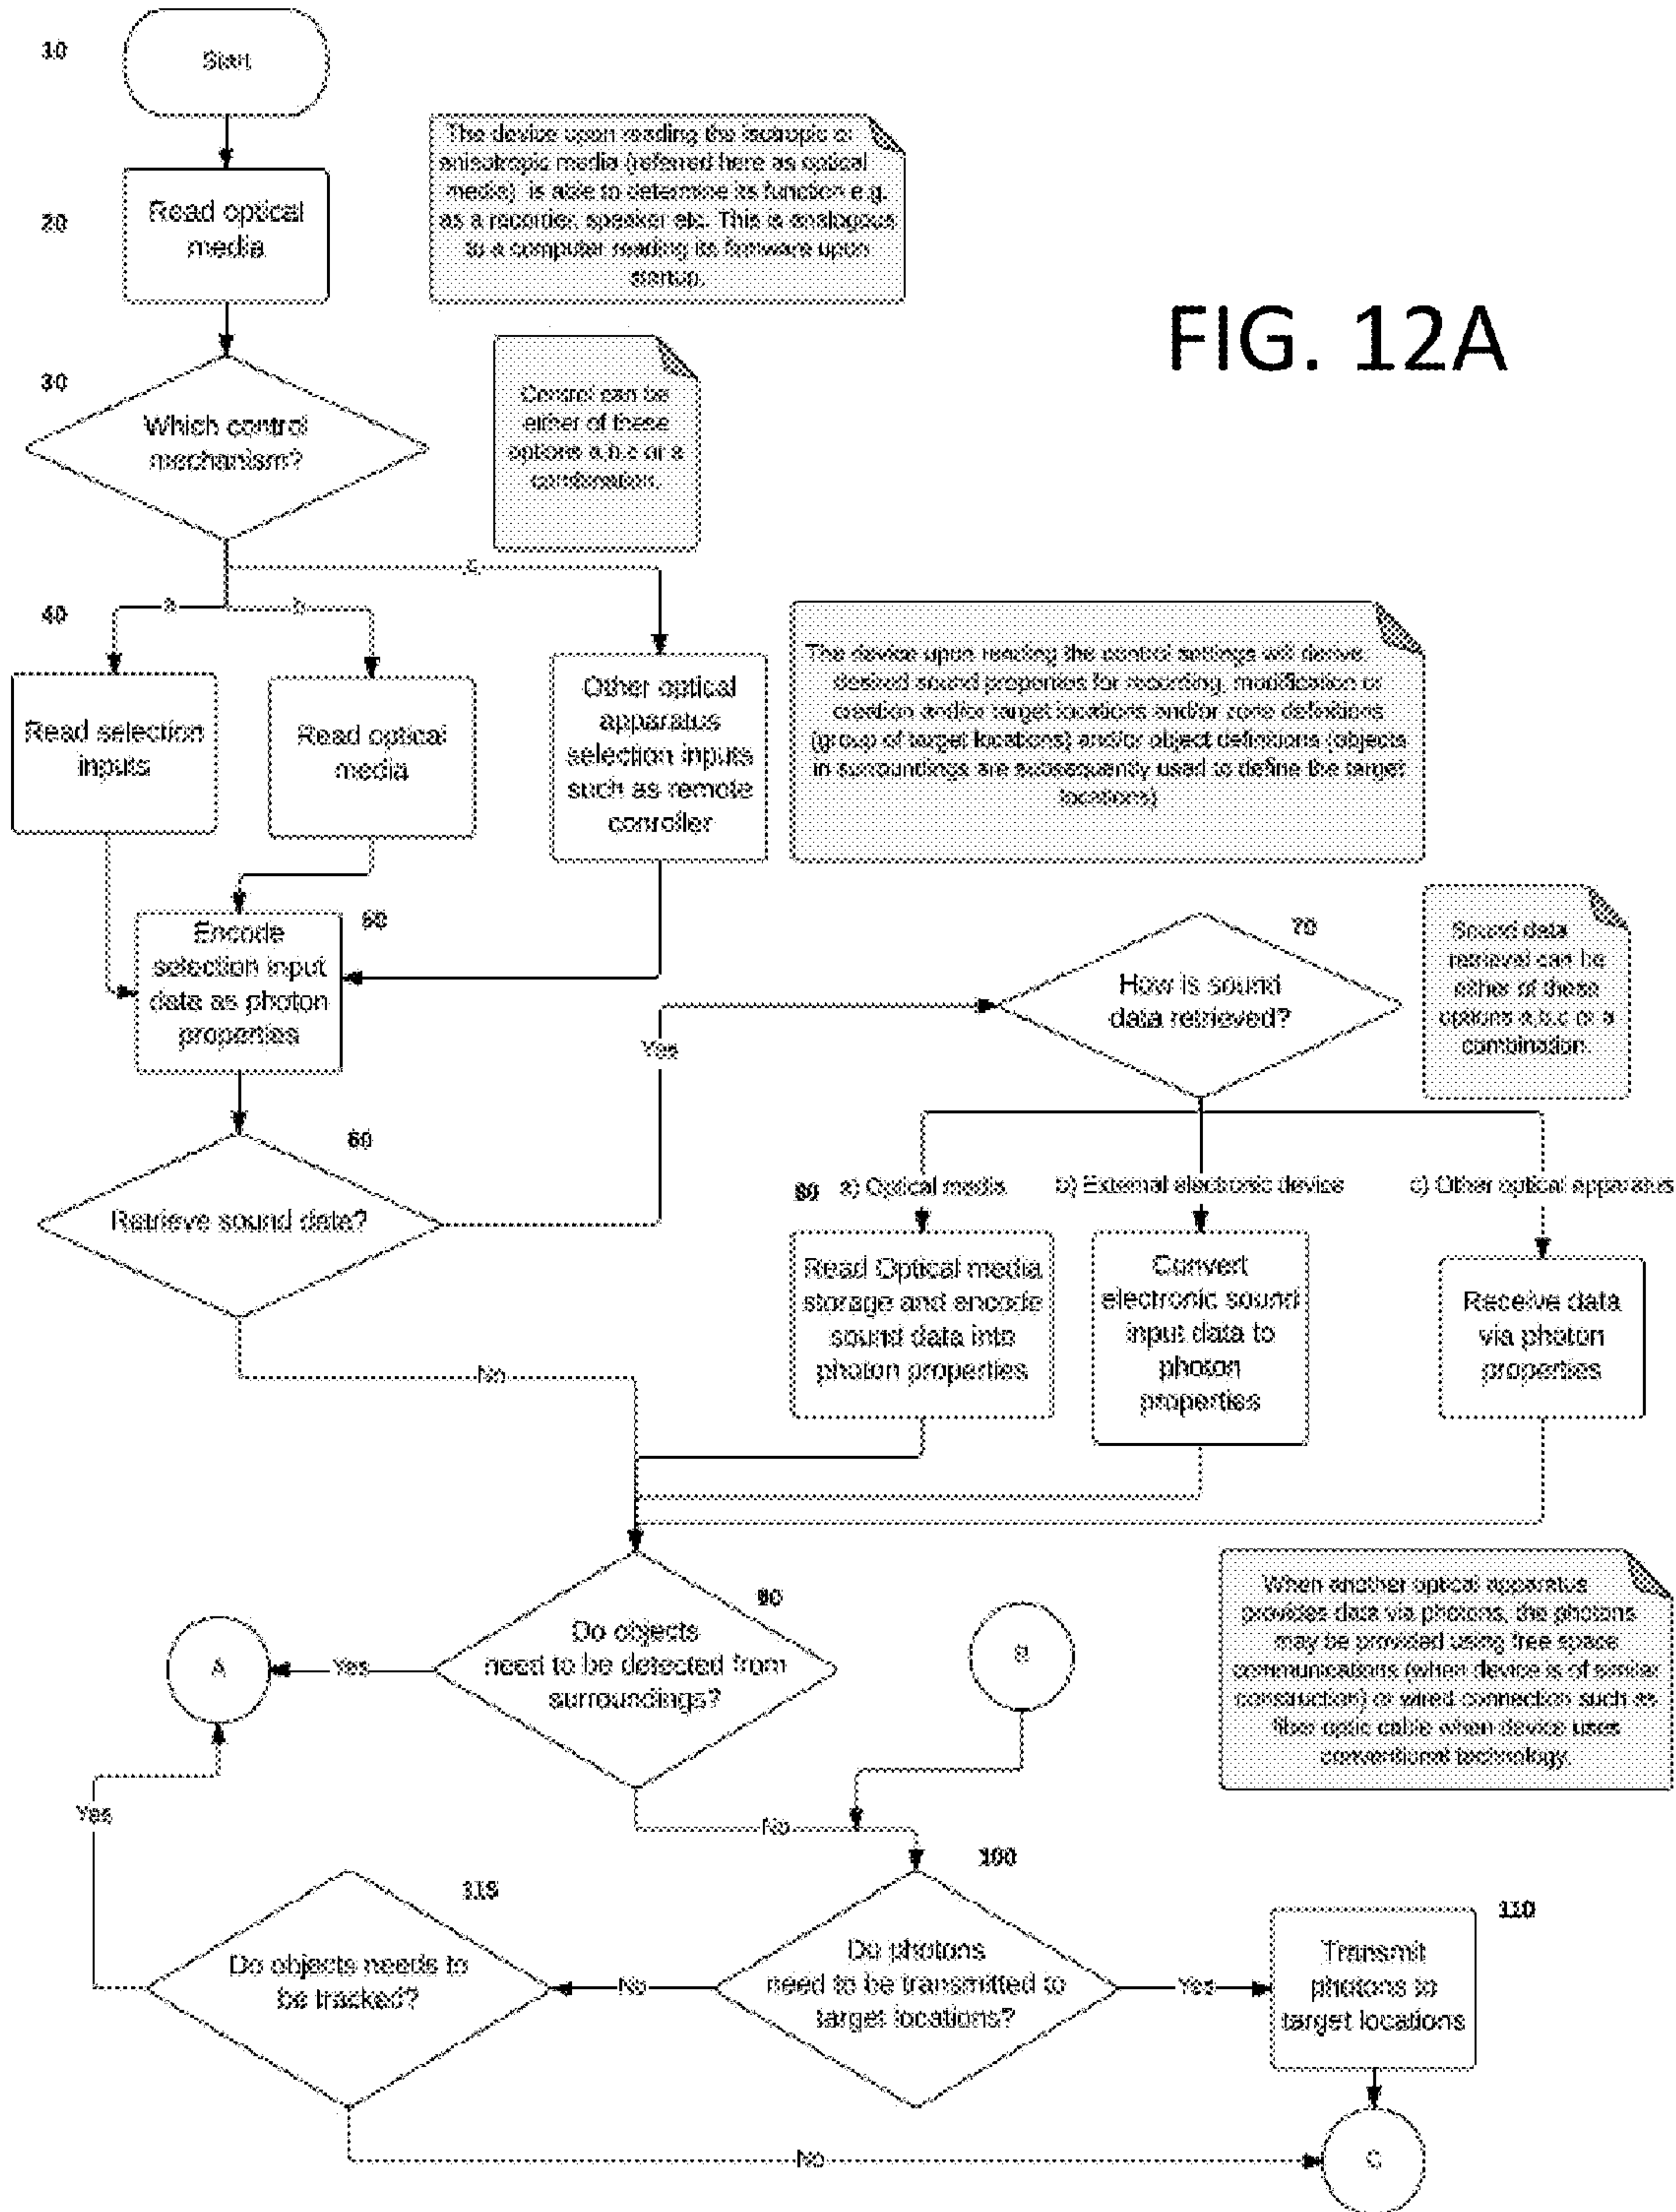 10
Start
20
Read optical
media
The device upon reading the isotropic or
anisotropic media (referred here as optical
media) is able to determine its function e.g.
as a recorder, speaker etc. This is analogous
to a computer reading its firmware upon
startup.
FIG. 12A
30
Which control
mechanism?
Control can be
either of these
options a,b,c or a
combination.
c
40
a
b
Read selection
inputs
Read optical
media
Other optical
apparatus
selection inputs
such as remote
conroller
The device upon reading the control settings will derive
desired sound properties for recording, modification or
creation and/or target locations and/or zone definitions
(group of target locations) and/or object definitions (objects
in surroundings are subsequently used to define the target
locations)
50
Encode
selection input
data as photon
properties
60
Retrieve sound data?
Yes
No
70
How is sound
data retrieved?
Sound data
retrieval can be
either of these
options a,b,c or a
combination.
80
a) Optical media
b) External electronic device
c) Other optical apparatus
Read Optical media
storage and encode
sound data into
photon properties
Convert
electronic sound
input data to
photon
properties
Receive data
via photon
properties
90
Do objects
need to be detected from
surroundings?
Yes
A
B
When another optical apparatus
provides data via photons, the photons
may be provided using free space
communications (when device is of similar
construction) or wired connection such as
fiber optic cable when device uses
conventional technology.
Yes
No
100
Do photons
need to be transmitted to
target locations?
115
Do objects needs to
be tracked?
No
Yes
110
Transmit
photons to
target locations
No
C